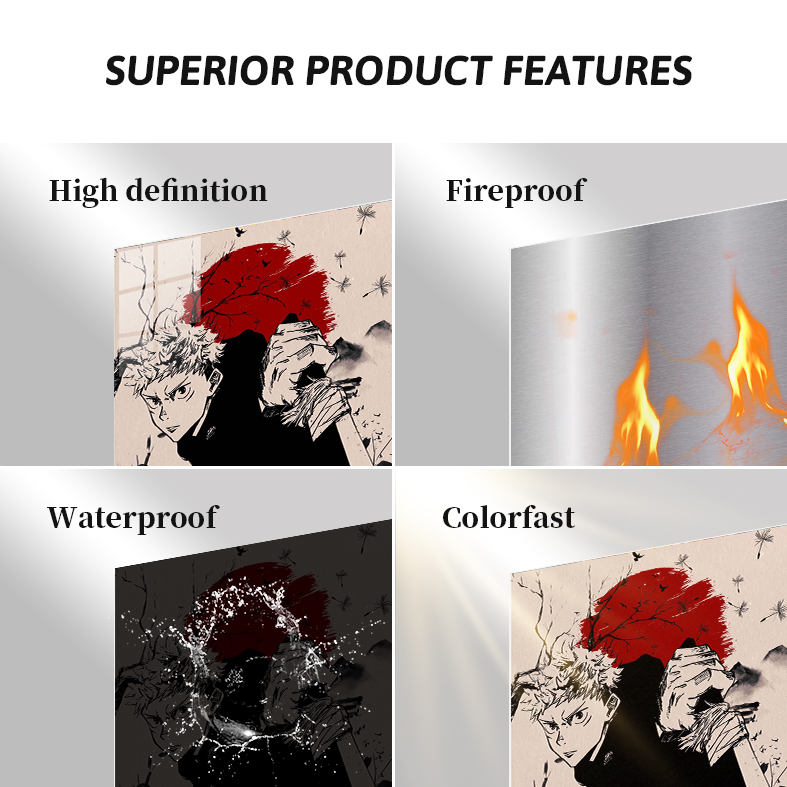 SUPERIOR PRODUCT FEATURES
High definition
Fireproof
Waterproof
Colorfast